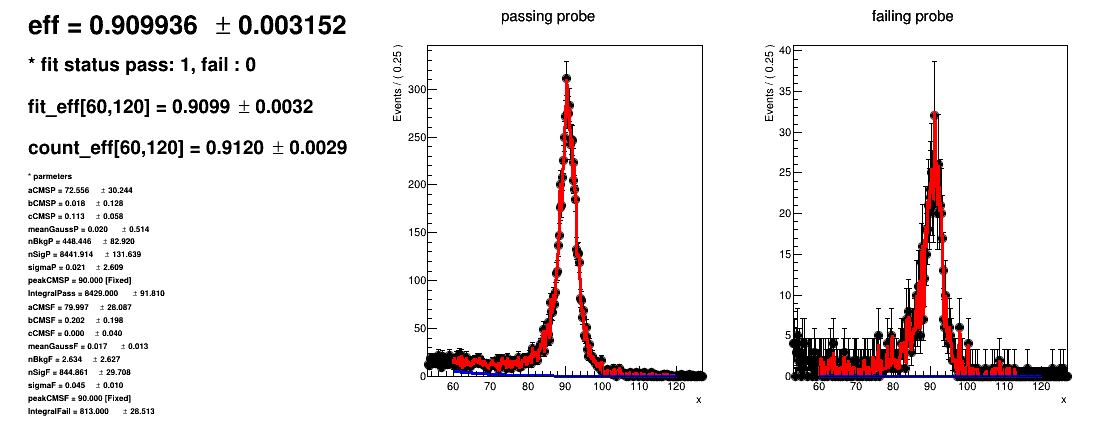 eff = 0.909936 ± 0.003152
* fit status pass: 1, fail : 0
fit_eff[60,120] = 0.9099 ± 0.0032
count_eff[60,120] = 0.9120 ± 0.0029
* parmeters
aCMSP = 72.556 ± 30.244
bCMSP = 0.018 ± 0.128
cCMSP = 0.113 ± 0.058
meanGaussP = 0.020 ± 0.514
nBkgP = 448.446 ± 82.920
nSigP = 8441.914 ± 131.639
sigmaP = 0.021 ± 2.609
peakCMSP = 90.000 [Fixed]
IntegralPass = 8429.000 ± 91.810
aCMSF = 79.997 ± 28.087
bCMSF = 0.202 ± 0.198
cCMSF = 0.000 ± 0.040
meanGaussF = 0.017 ± 0.013
nBkgF = 2.634 ± 2.627
nSigF = 844.861 ± 29.708
sigmaF = 0.045 ± 0.010
peakCMSF = 90.000 [Fixed]
IntegralFail = 813.000 ± 28.513
passing probe
Events / ( 0.25 )
300
250
200
150
100
50
0
60 70 80 90 100 110 120
x
failing probe
Events / ( 0.25 )
40
35
30
25
20
15
10
5
0
60 70 80 90 100 110 120
x